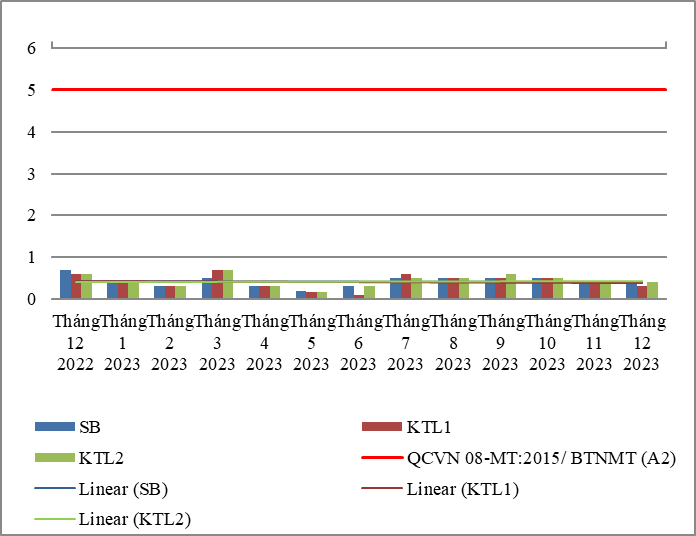 6
5
4
3
2
1
0
Tháng Tháng Tháng Tháng Tháng Tháng Tháng Tháng Tháng Tháng Tháng Tháng Tháng
12 1 2 3 4 5 6 7 8 9 10 11 12
2022 2023 2023 2023 2023 2023 2023 2023 2023 2023 2023 2023 2023
SB KTL1
KTL2 QCVN 08-MT:2015/ BTNMT (A2)
Linear (SB) Linear (KTL1)
Linear (KTL2)